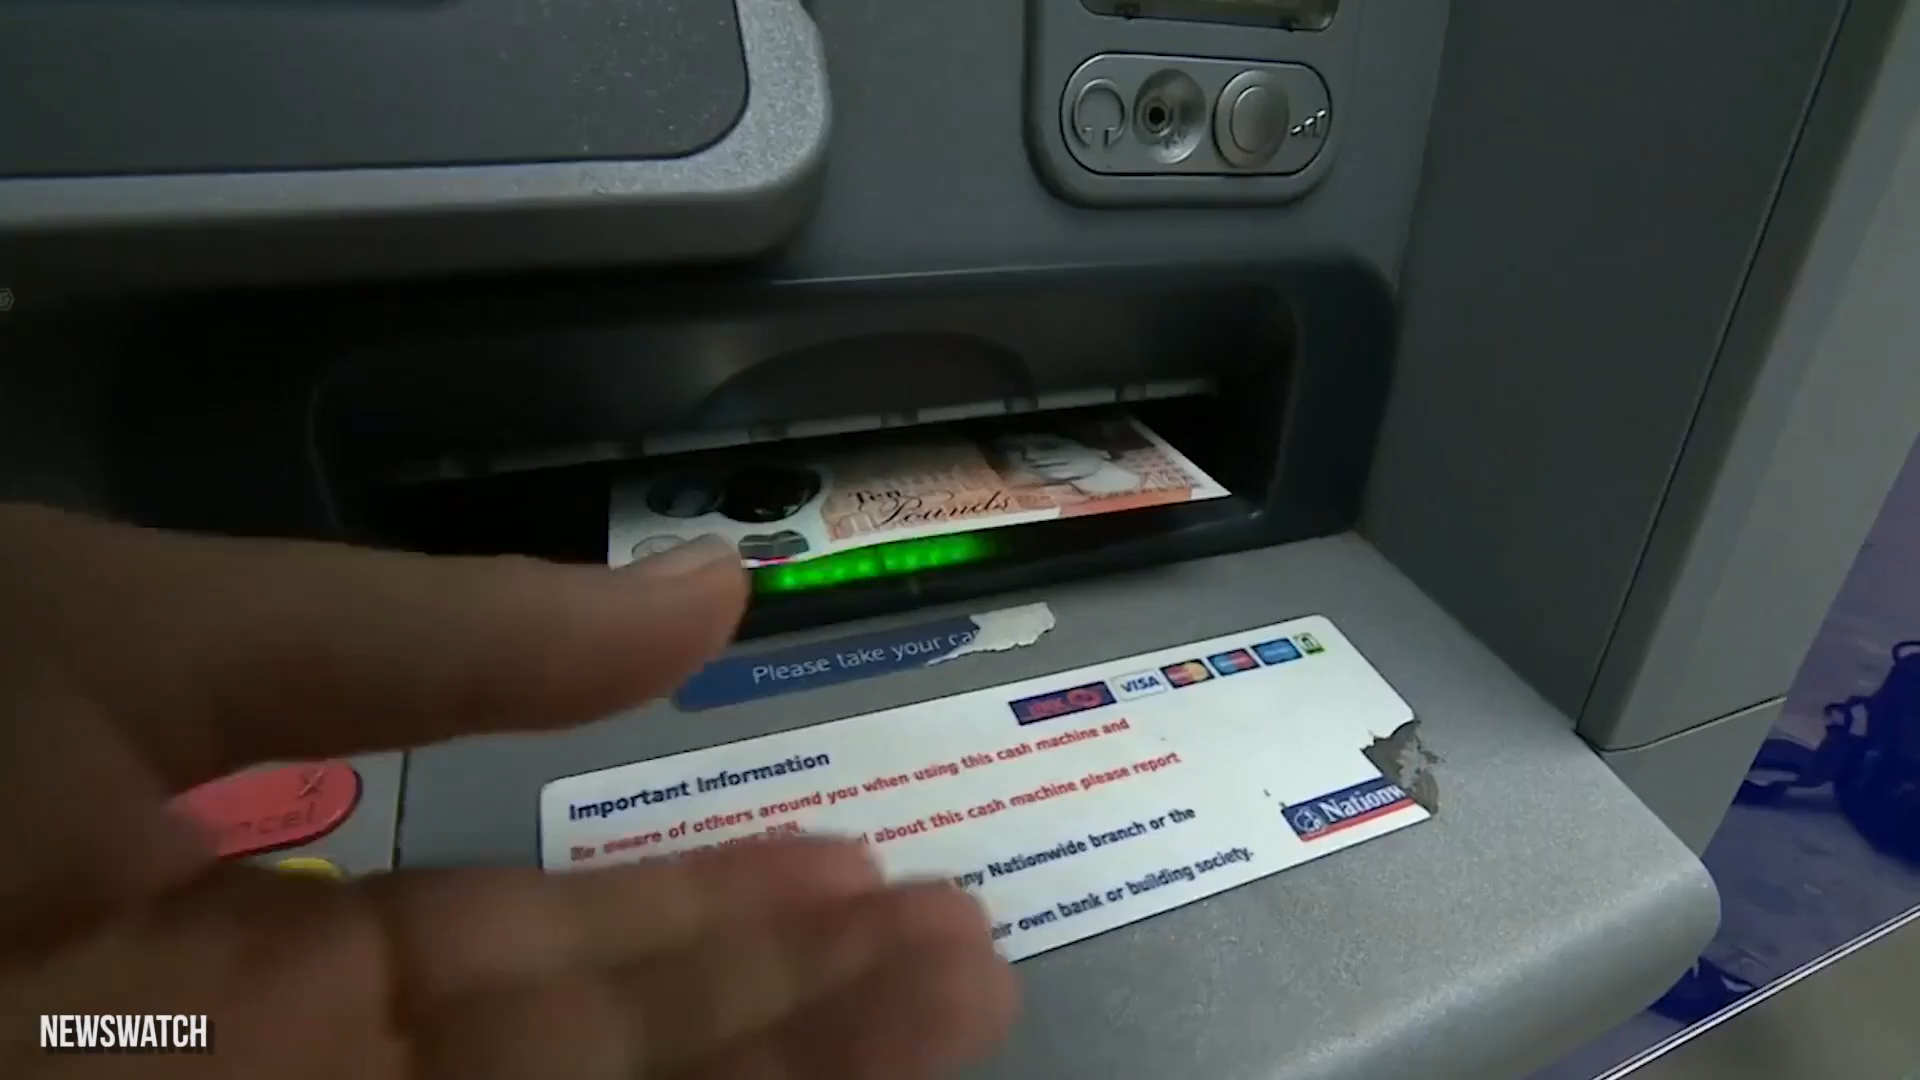 Ten
Pounds
Please take your ca
VISA
Important Information
Be aware of others around you when using this cash machine and
about this cash machine please report
any Nationwide branch or the
eir own bank or building society.
Nationw
X
ncel
NEWSWATCH